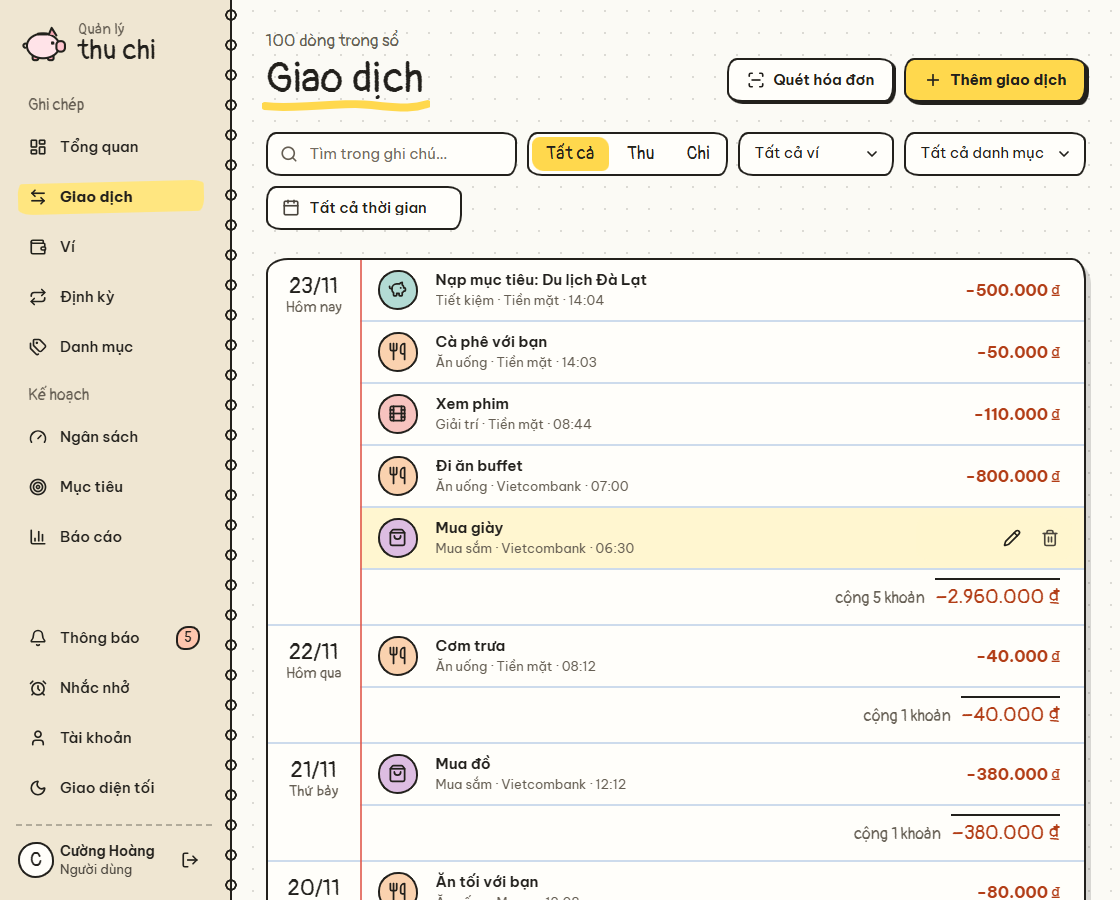 Quản lý
thu chi
Ghi chép
Tổng quan
Giao dịch
Ví
Định kỳ
Danh mục
Kế hoạch
Ngân sách
Mục tiêu
Báo cáo
Thông báo 5
Nhắc nhở
Tài khoản
Giao diện tối
C
Cường Hoàng
Người dùng
100 dòng trong sổ
Giao dịch
Quét hóa đơn
Thêm giao dịch
Tìm trong ghi chú...
Tất cả Thu Chi
Tất cả ví
Tất cả danh mục
Tất cả thời gian
23/11
Hôm nay
Nạp mục tiêu: Du lịch Đà Lạt
Tiết kiệm · Tiền mặt · 14:04
-500.000 ₫
Cà phê với bạn
Ăn uống · Tiền mặt · 14:03
-50.000 ₫
Xem phim
Giải trí · Tiền mặt · 08:44
-110.000 ₫
Đi ăn buffet
Ăn uống · Vietcombank · 07:00
-800.000 ₫
Mua giày
Mua sắm · Vietcombank · 06:30
cộng 5 khoản −2.960.000 ₫
22/11
Hôm qua
Cơm trưa
Ăn uống · Tiền mặt · 08:12
-40.000 ₫
cộng 1 khoản −40.000 ₫
21/11
Thứ bảy
Mua đồ
Mua sắm · Vietcombank · 12:12
-380.000 ₫
cộng 1 khoản −380.000 ₫
20/11
Ăn tối với bạn
-80.000 ₫